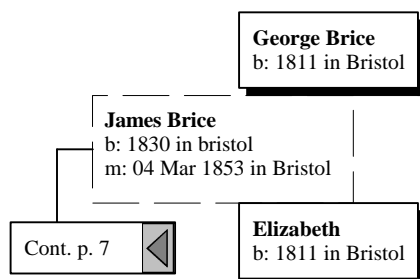 George Brice
b: 1811 in Bristol
James Brice
b: 1830 in bristol
m: 04 Mar 1853 in Bristol
Elizabeth
b: 1811 in Bristol
Cont. p. 7